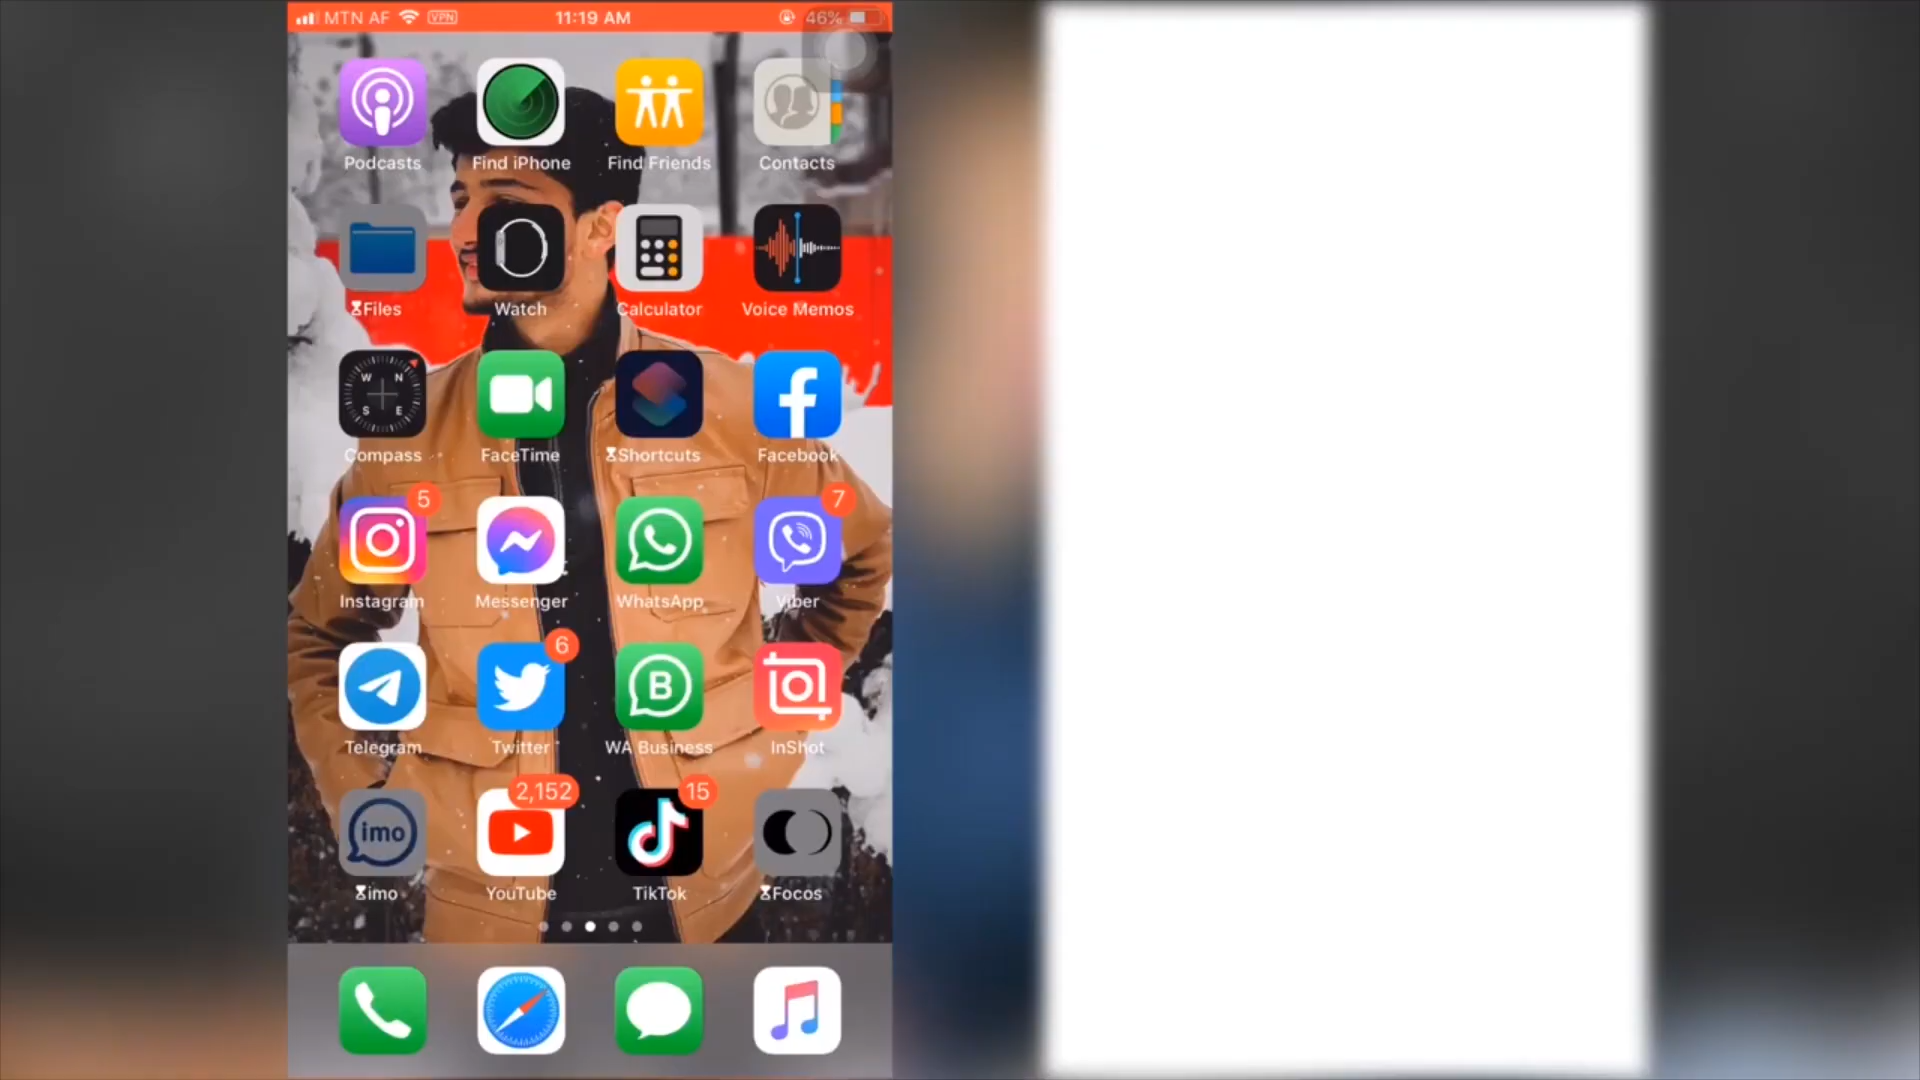 MTN AF VPN 11:19 AM 46%
Podcasts Find iPhone Find Friends Contacts
Files Watch Calculator Voice Memos
W N S E
Compass FaceTime Shortcuts Facebook
5 7
Instagram Messenger WhatsApp Viber
6
B
Telegram Twitter WA Business InShot
2,152 15
imo
imo YouTube TikTok Focos